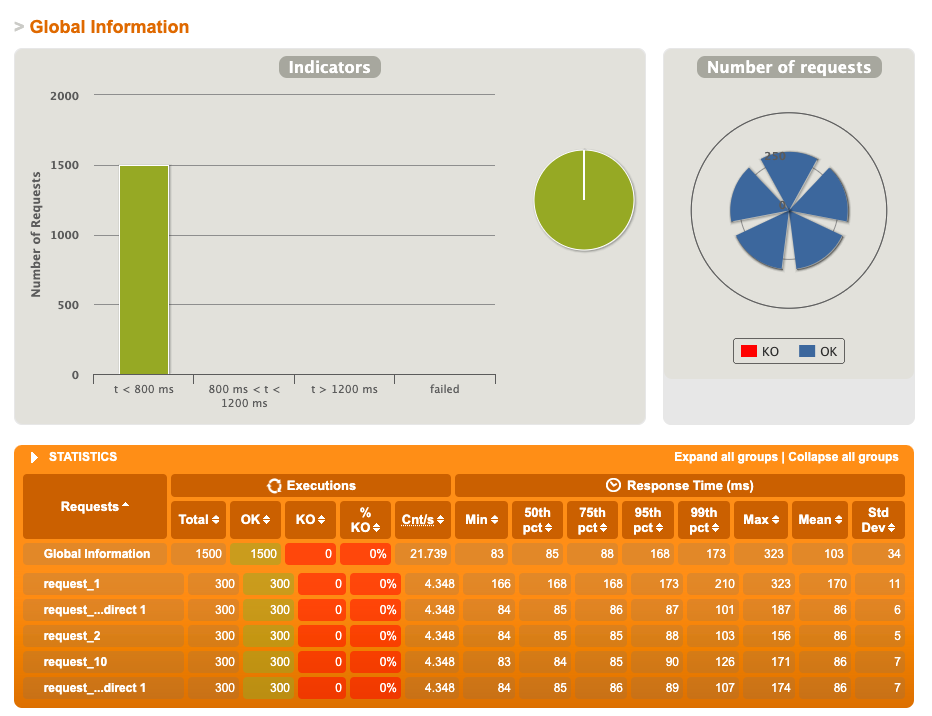 > Global Information
Indicators
Number of Requests
2000
1500
1000
500
0
t < 800 ms
800 ms < t <
1200 ms
t > 1200 ms
failed
Number of requests
250
0
KO
OK
STATISTICS
Expand all groups | Collapse all groups
Requests
Executions
Response Time (ms)
Total OK KO % KO Cnt/s Min 50th pct 75th pct 95th pct 99th pct Max Mean Std Dev
Global Information 1500 1500 0 0% 21.739 83 85 88 168 173 323 103 34
request_1 300 300 0 0% 4.348 166 168 168 173 210 323 170 11
request_...direct 1 300 300 0 0% 4.348 84 85 86 87 101 187 86 6
request_2 300 300 0 0% 4.348 84 85 85 88 103 156 86 5
request_10 300 300 0 0% 4.348 83 84 85 90 126 171 86 7
request_...direct 1 300 300 0 0% 4.348 84 85 86 89 107 174 86 7